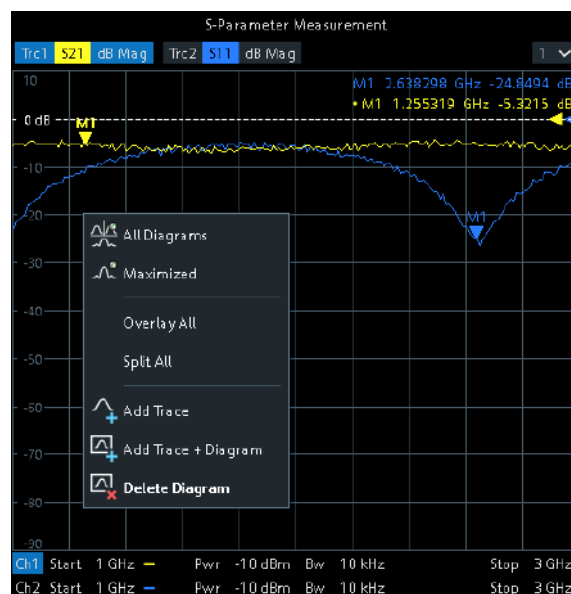 S-Parameter Measurement
Trc1 S21 dB Mag Trc2 S11 dB Mag 1
10 M1 2.638298 GHz -24.8494 dB
• M1 1.255319 GHz -5.3215 dB
0 dB M1
-10
-20 M1
All Diagrams
-30
Maximized
-40
Overlay All
-50
Split All
-60
Add Trace
-70
Add Trace + Diagram
Delete Diagram
-80
-90
Ch1 Start 1 GHz — Pwr -10 dBm Bw 10 kHz Stop 3 GHz
Ch2 Start 1 GHz — Pwr -10 dBm Bw 10 kHz Stop 3 GHz